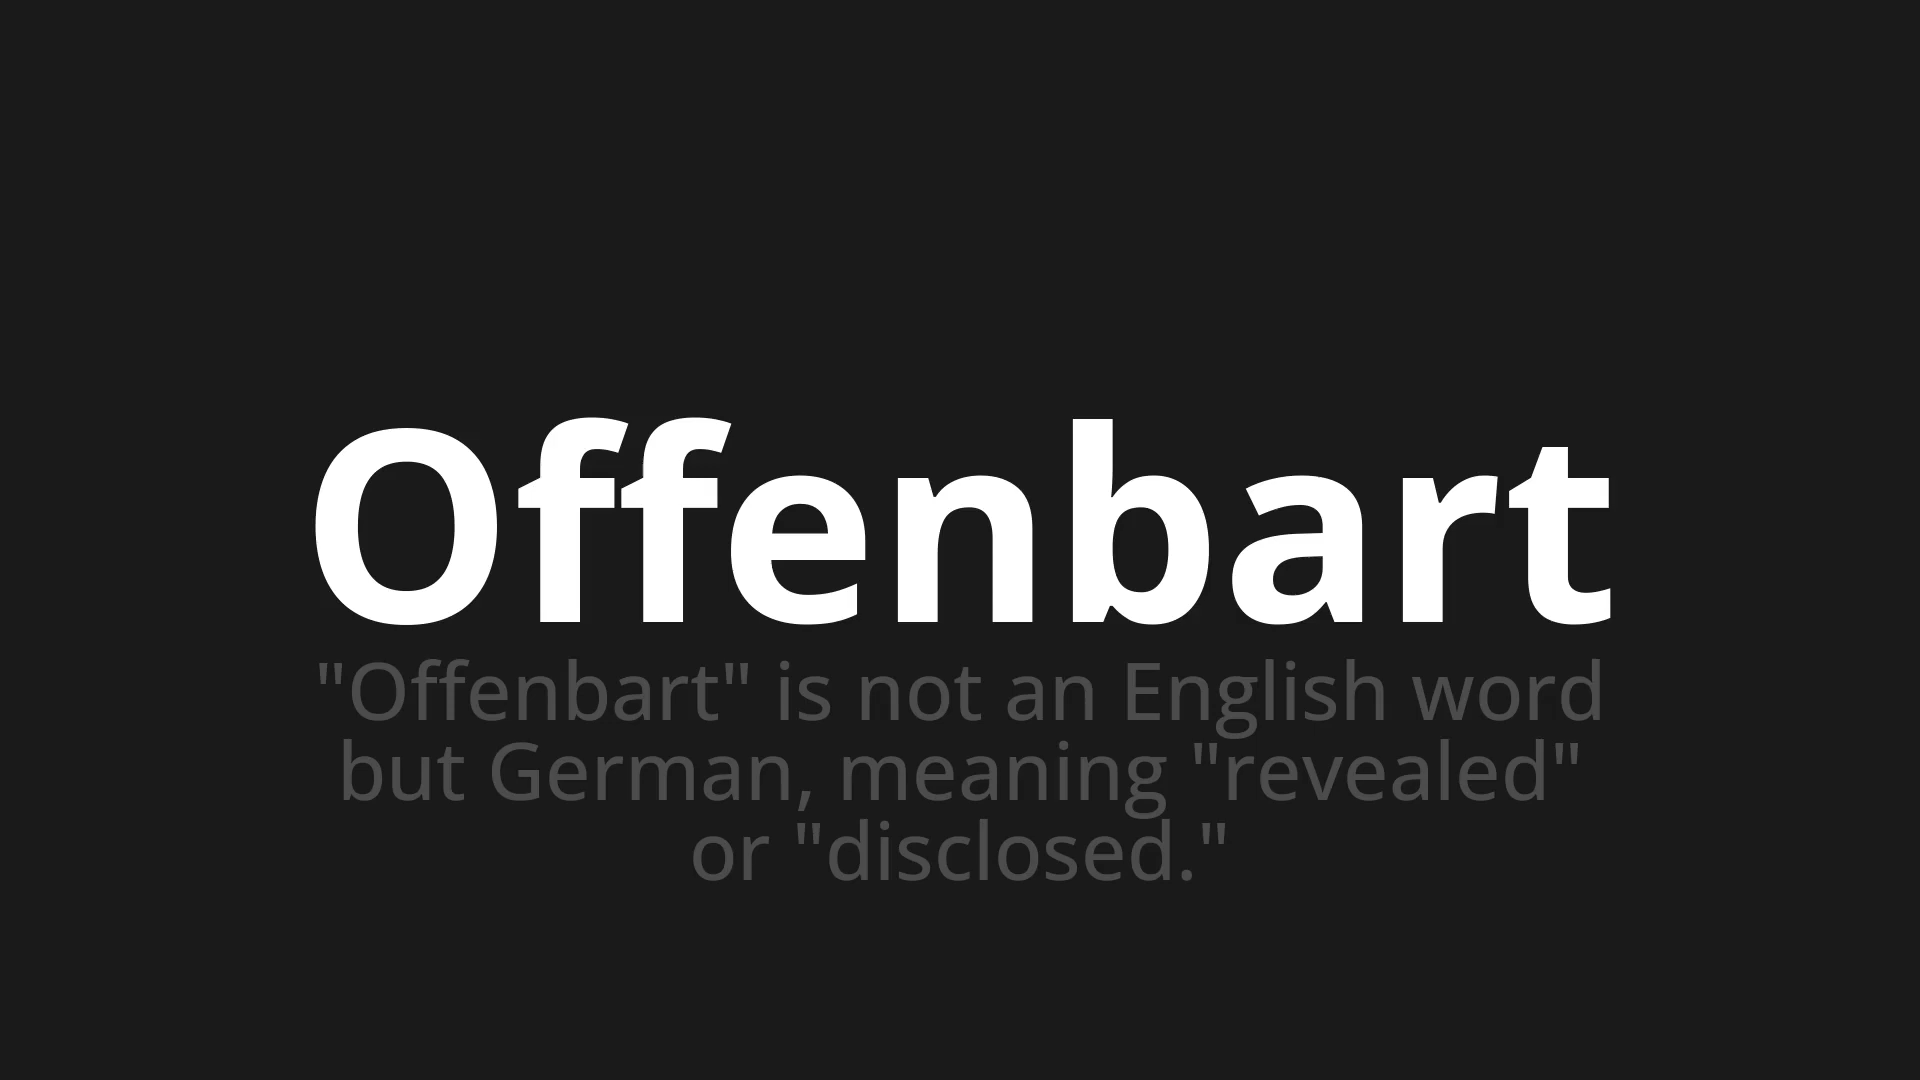 Offenbart
"Offenbart" is not an English word
but German, meaning "revealed"
or "disclosed."